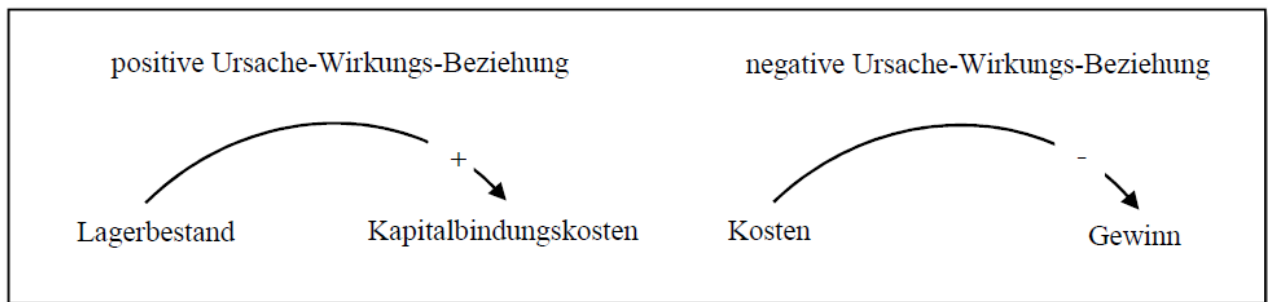 positive Ursache-Wirkungs-Beziehung
negative Ursache-Wirkungs-Beziehung
+
-
Lagerbestand
Kapitalbindungskosten
Kosten
Gewinn